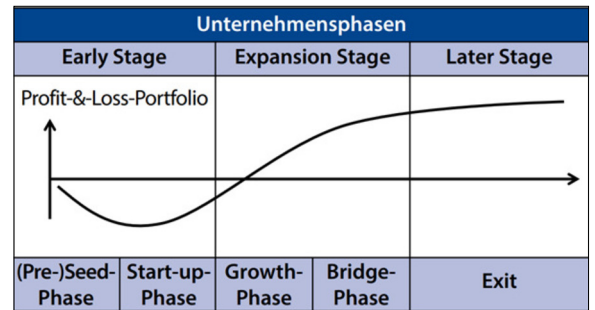 Unternehmensphasen
Early Stage
Expansion Stage
Later Stage
Profit-&-Loss-Portfolio
(Pre-)Seed-
Phase
Start-up-
Phase
Growth-
Phase
Bridge-
Phase
Exit